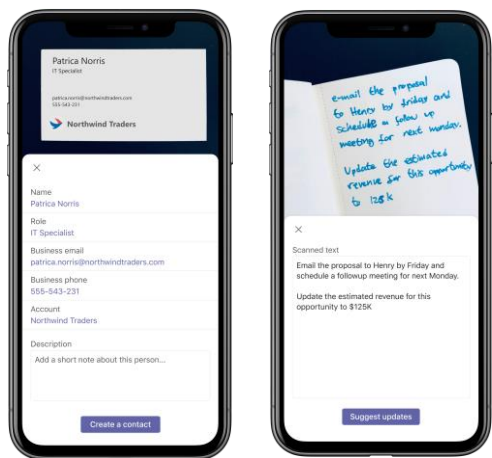 Patrica Norris
IT Specialist
patrica.norris@northwindtraders.com
555-543-231
Northwind Traders
Name
Patrica Norris
Role
IT Specialist
Business email
patrica.norris@northwindtraders.com
Business phone
555-543-231
Account
Northwind Traders
Description
Add a short note about this person...
Create a contact
e-mail the proposal
to Henry by friday and
schedule a follow up
meeting for next monday.
Update the estimated
revenue for this opportunity
to 125k
Scanned text
Email the proposal to Henry by Friday and
schedule a followup meeting for next Monday.
Update the estimated revenue for this
opportunity to $125K
Suggest updates